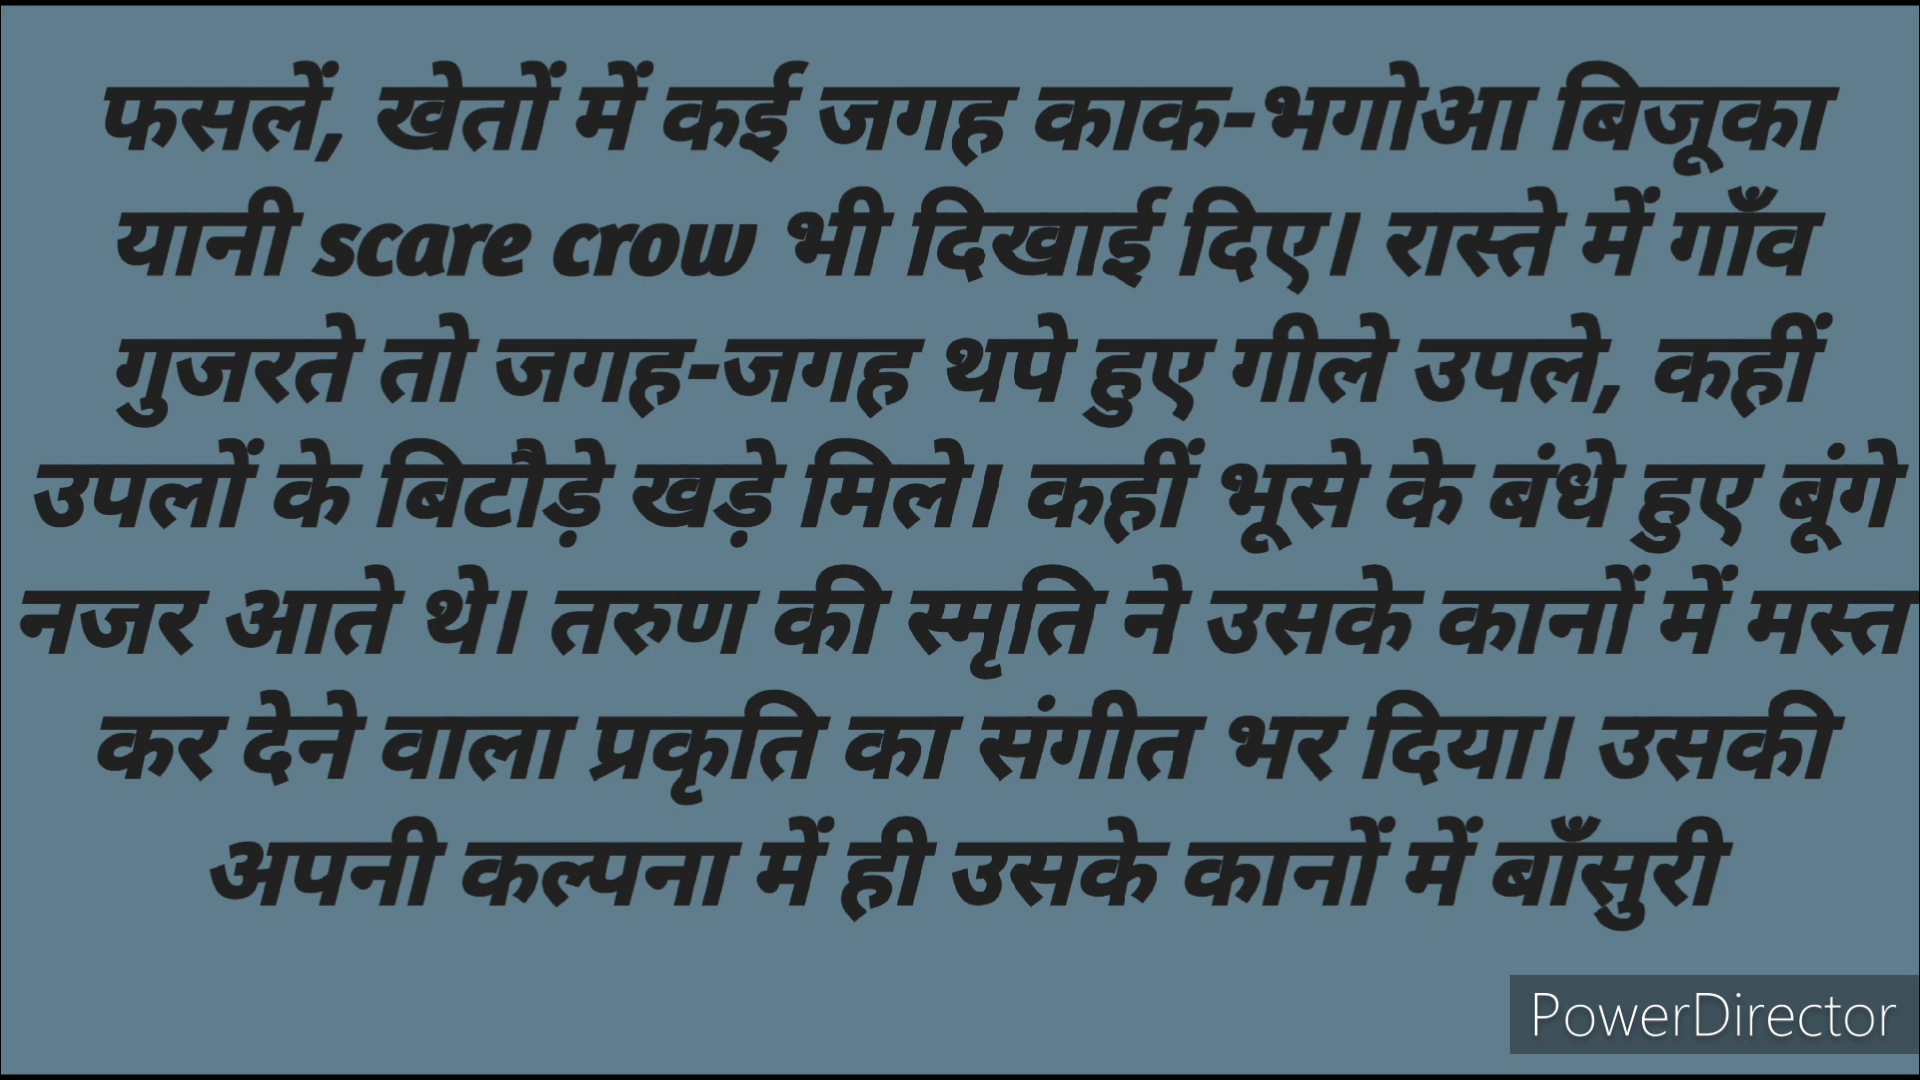 फसलें, खेतों में कई जगह काक-भगोआ बिजूका
यानी scare crow भी दिखाई दिए। रास्ते में गाँव
गुजरते तो जगह-जगह थपे हुए गीले उपले, कहीं
उपलों के बिटौड़े खड़े मिले। कहीं भूसे के बंधे हुए बूंगे
नजर आते थे। तरुण की स्मृति ने उसके कानों में मस्त
कर देने वाला प्रकृति का संगीत भर दिया। उसकी
अपनी कल्पना में ही उसके कानों में बाँसुरी
PowerDirector